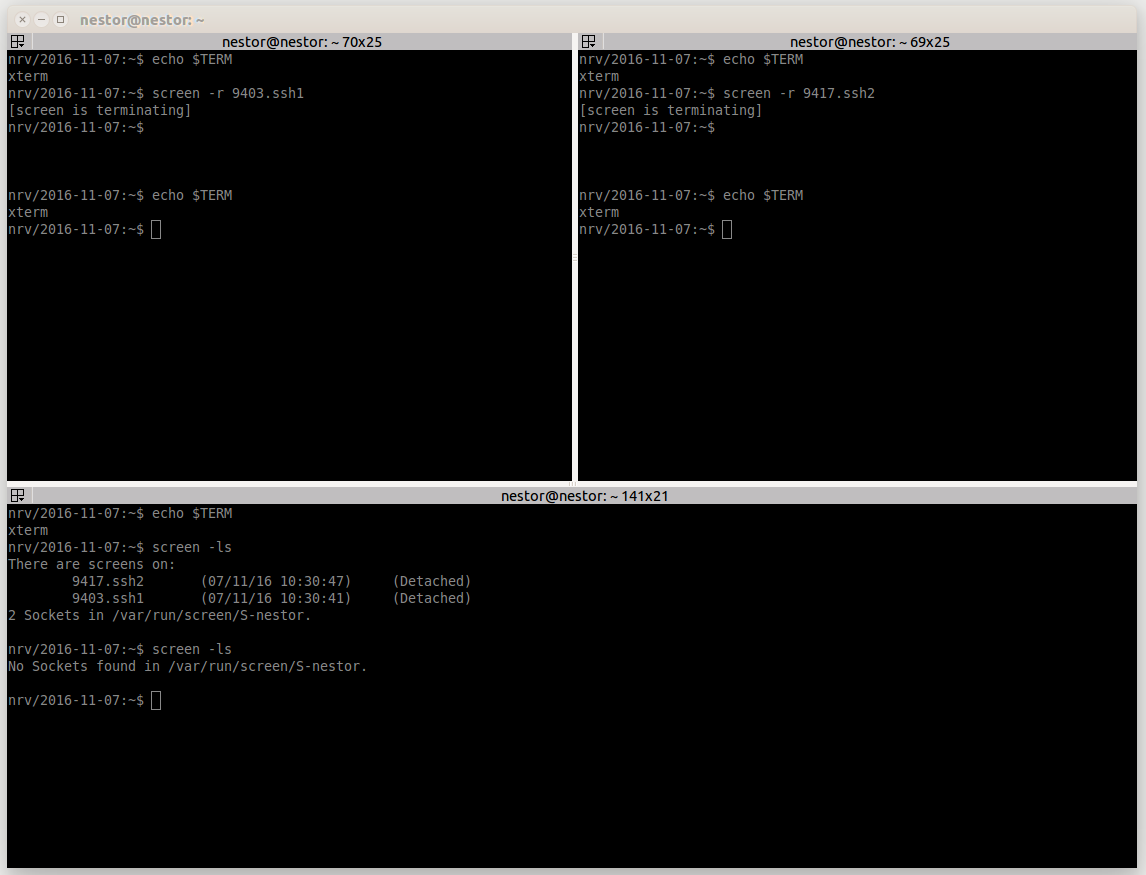 nestor@nestor: ~
nestor@nestor: ~ 70x25
nrv/2016-11-07:~$ echo $TERM
xterm
nrv/2016-11-07:~$ screen -r 9403.ssh1
[screen is terminating]
nrv/2016-11-07:~$
nrv/2016-11-07:~$ echo $TERM
xterm
nrv/2016-11-07:~$
nestor@nestor: ~ 69x25
nrv/2016-11-07:~$ echo $TERM
xterm
nrv/2016-11-07:~$ screen -r 9417.ssh2
[screen is terminating]
nrv/2016-11-07:~$
nrv/2016-11-07:~$ echo $TERM
xterm
nrv/2016-11-07:~$
nestor@nestor: ~ 141x21
nrv/2016-11-07:~$ echo $TERM
xterm
nrv/2016-11-07:~$ screen -ls
There are screens on:
        9417.ssh2       (07/11/16 10:30:47)     (Detached)
        9403.ssh1       (07/11/16 10:30:41)     (Detached)
2 Sockets in /var/run/screen/S-nestor.
nrv/2016-11-07:~$ screen -ls
No Sockets found in /var/run/screen/S-nestor.
nrv/2016-11-07:~$